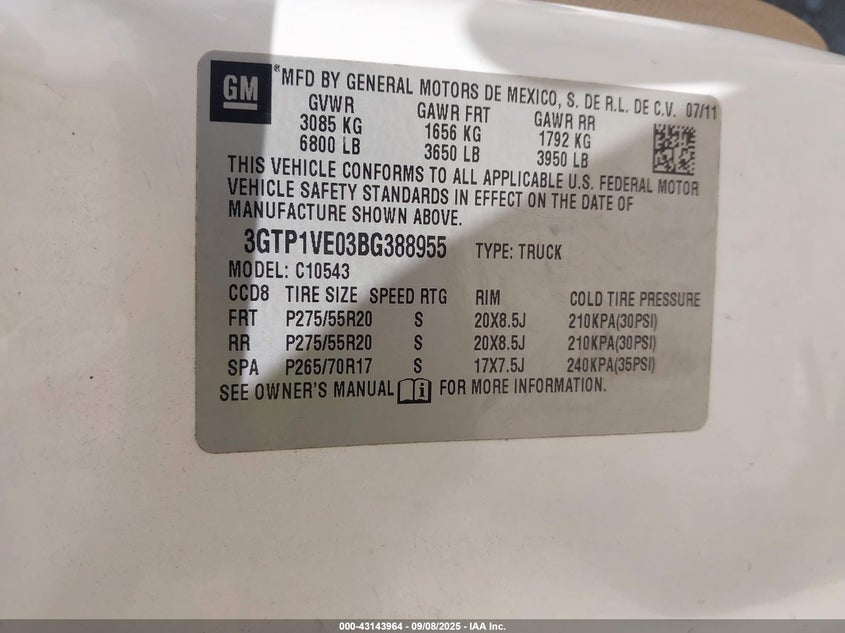 GM
®MFD BY GENERAL MOTORS DE MEXICO, S. DE R.L. DE C.V. 07/11
GVWR GAWR FRT GAWR RR
3085 KG 1656 KG 1792 KG
6800 LB 3650 LB 3950 LB
THIS VEHICLE CONFORMS TO ALL APPLICABLE U.S. FEDERAL MOTOR
VEHICLE SAFETY STANDARDS IN EFFECT ON THE DATE OF
MANUFACTURE SHOWN ABOVE.
3GTP1VE03BG388955 TYPE: TRUCK
MODEL: C10543
CCD8 TIRE SIZE SPEED RTG RIM COLD TIRE PRESSURE
FRT P275/55R20 S 20X8.5J 210KPA(30PSI)
RR P275/55R20 S 20X8.5J 210KPA(30PSI)
SPA P265/70R17 S 17X7.5J 240KPA(35PSI)
SEE OWNER'S MANUAL FOR MORE INFORMATION.
000-43143964 - 09/08/2025 - IAA Inc.